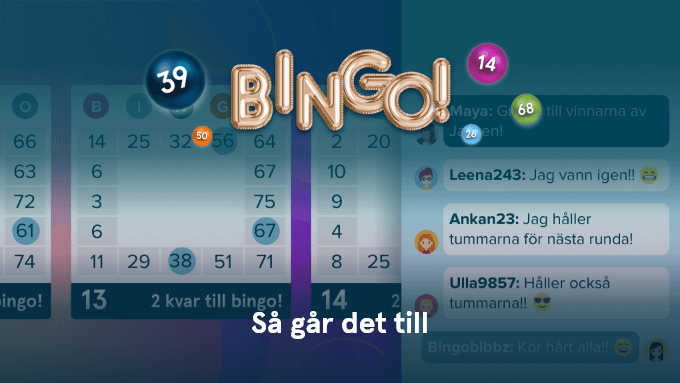 BINGO!
39
14
68
50
26
O
B I G
66
14 25 32 56 64
2 20
63
6 67
10
72
3 75
9
61
6 67
4
74
11 29 38 51 71
8 25
ingo!
13 2 kvar till bingo!
14 2
Maya: till vinnarna av
Leena243: Jag vann igen!! 😁
Ankan23: Jag håller
tummarna för nästa runda!
Ulla9857: Håller också
tummarna!! 😎
Bingobibbz: Kör hårt alla!! 😄
Så går det till